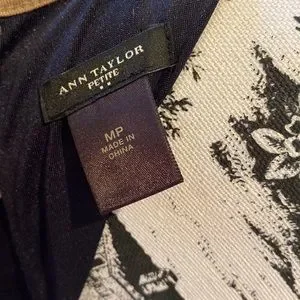 ANN TAYLOR
PETITE
MP
MADE IN
CHINA